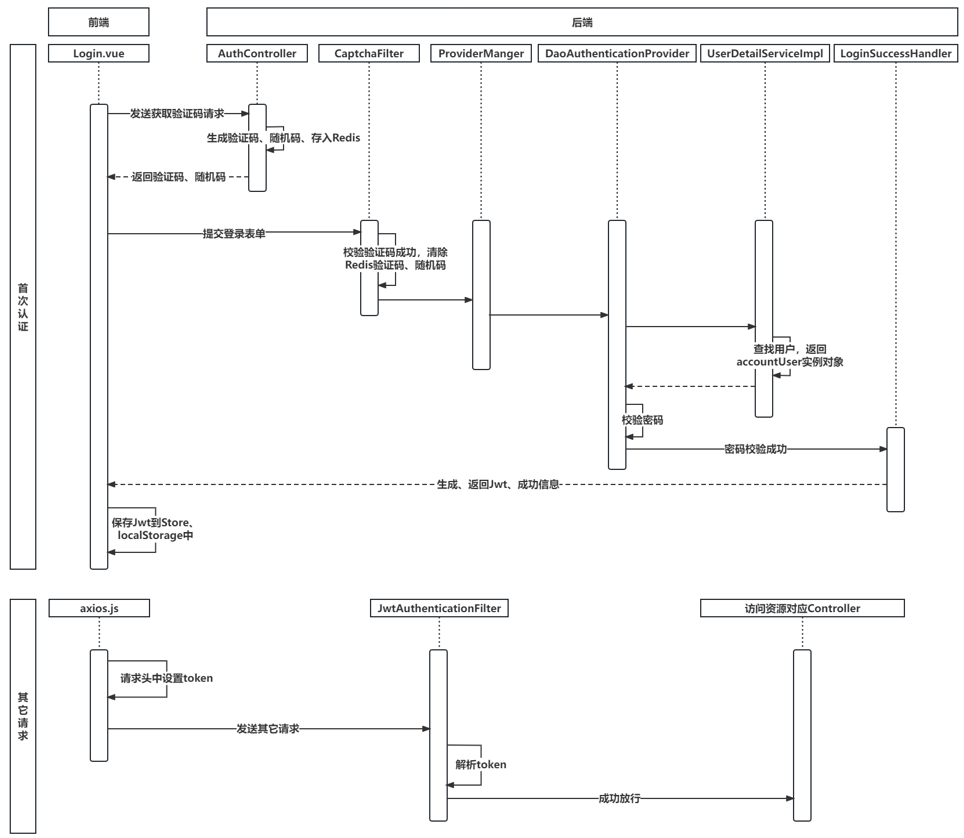 前端
后端
Login.vue
AuthController
CaptchaFilter
ProviderManger
DaoAuthenticationProvider
UserDetailServiceImpl
LoginSuccessHandler
首次认证
发送获取验证码请求
生成验证码、随机码、存入Redis
返回验证码、随机码
提交登录表单
校验验证码成功，清除
Redis验证码、随机码
查找用户，返回
accountUser实例对象
校验密码
密码校验成功
生成、返回Jwt、成功信息
保存Jwt到Store、
localStorage中
其它请求
axios.js
JwtAuthenticationFilter
访问资源对应Controller
请求头中设置token
发送其它请求
解析token
成功放行